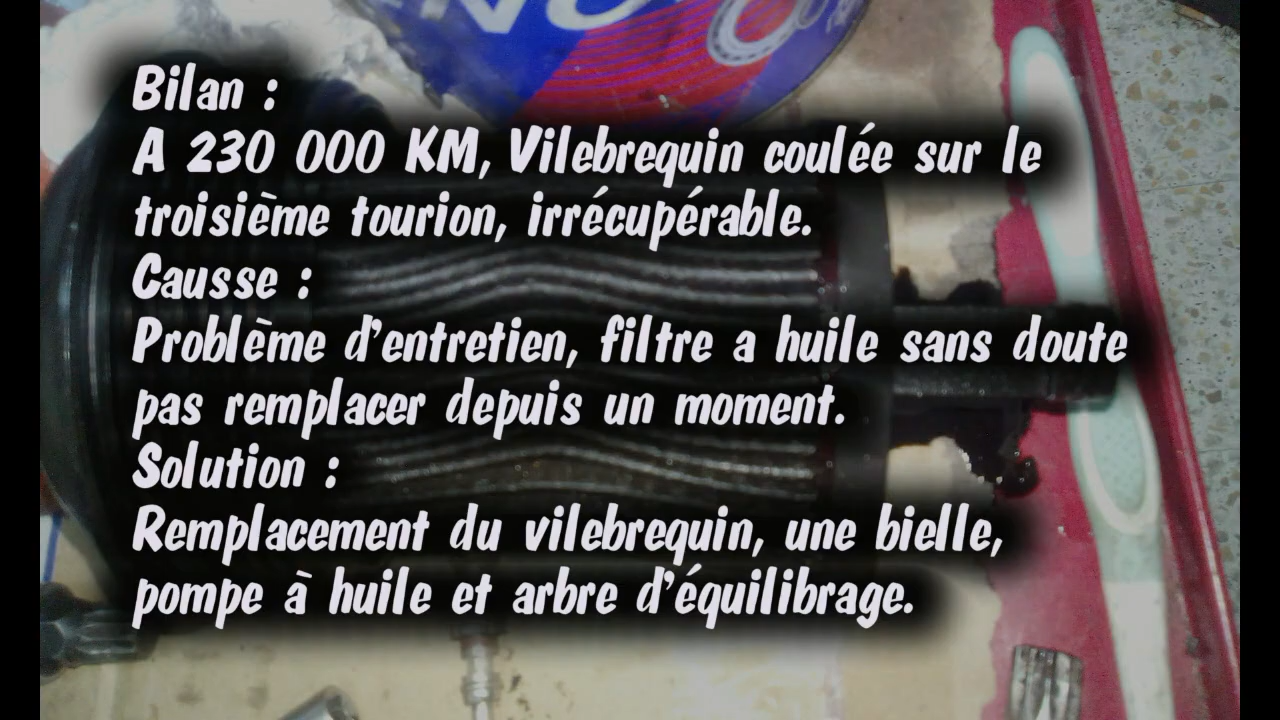 Bilan :
A 230 000 KM, Vilebrequin coulée sur le
troisième tourion, irrécupérable.
Causse :
Problème d'entretien, filtre a huile sans doute
pas remplacer depuis un moment.
Solution :
Remplacement du vilebrequin, une bielle,
pompe à huile et arbre d'équilibrage.